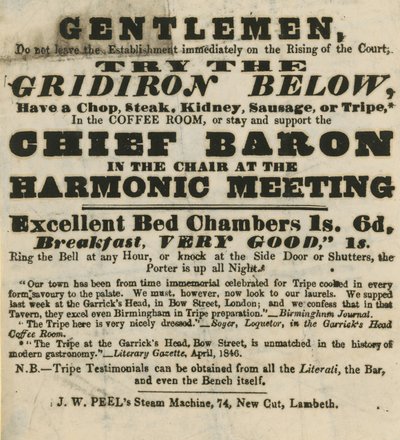 GENTLEMEN,
Do not leave the Establishment immediately on the Rising of the Court;
TRY THE
GRIDIRON BELOW,
Have a Chop, Steak, Kidney, Sausage, or Tripe,*
In the COFFEE ROOM, or stay and support the
CHIEF BARON
IN THE CHAIR AT THE
HARMONIC MEETING
Excellent Bed Chambers 1s. 6d,
Breakfast, VERY GOOD," 1s.
Ring the Bell at any Hour, or knock at the Side Door or Shutters, the
Porter is up all Night.
"Our town has been from time immemorial celebrated for Tripe cooked in every
form savoury to the palate. We must, however, now look to our laurels. We supped
last week at the Garrick's Head, in Bow Street, London; and we confess that in that
Tavern, they excel even Birmingham in Tripe preparation."—Birmingham Journal.
"The Tripe here is very nicely dressed."—Soyer, Loquetor, in the Garrick's Head
Coffee Room.
*"The Tripe at the Garrick's Head, Bow Street, is unmatched in the history of
modern gastronomy."—Literary Gazette, April, 1846.
N.B.—Tripe Testimonials can be obtained from all the Literati, the Bar,
and even the Bench itself.
J. W. PEEL's Steam Machine, 74, New Cut, Lambeth.